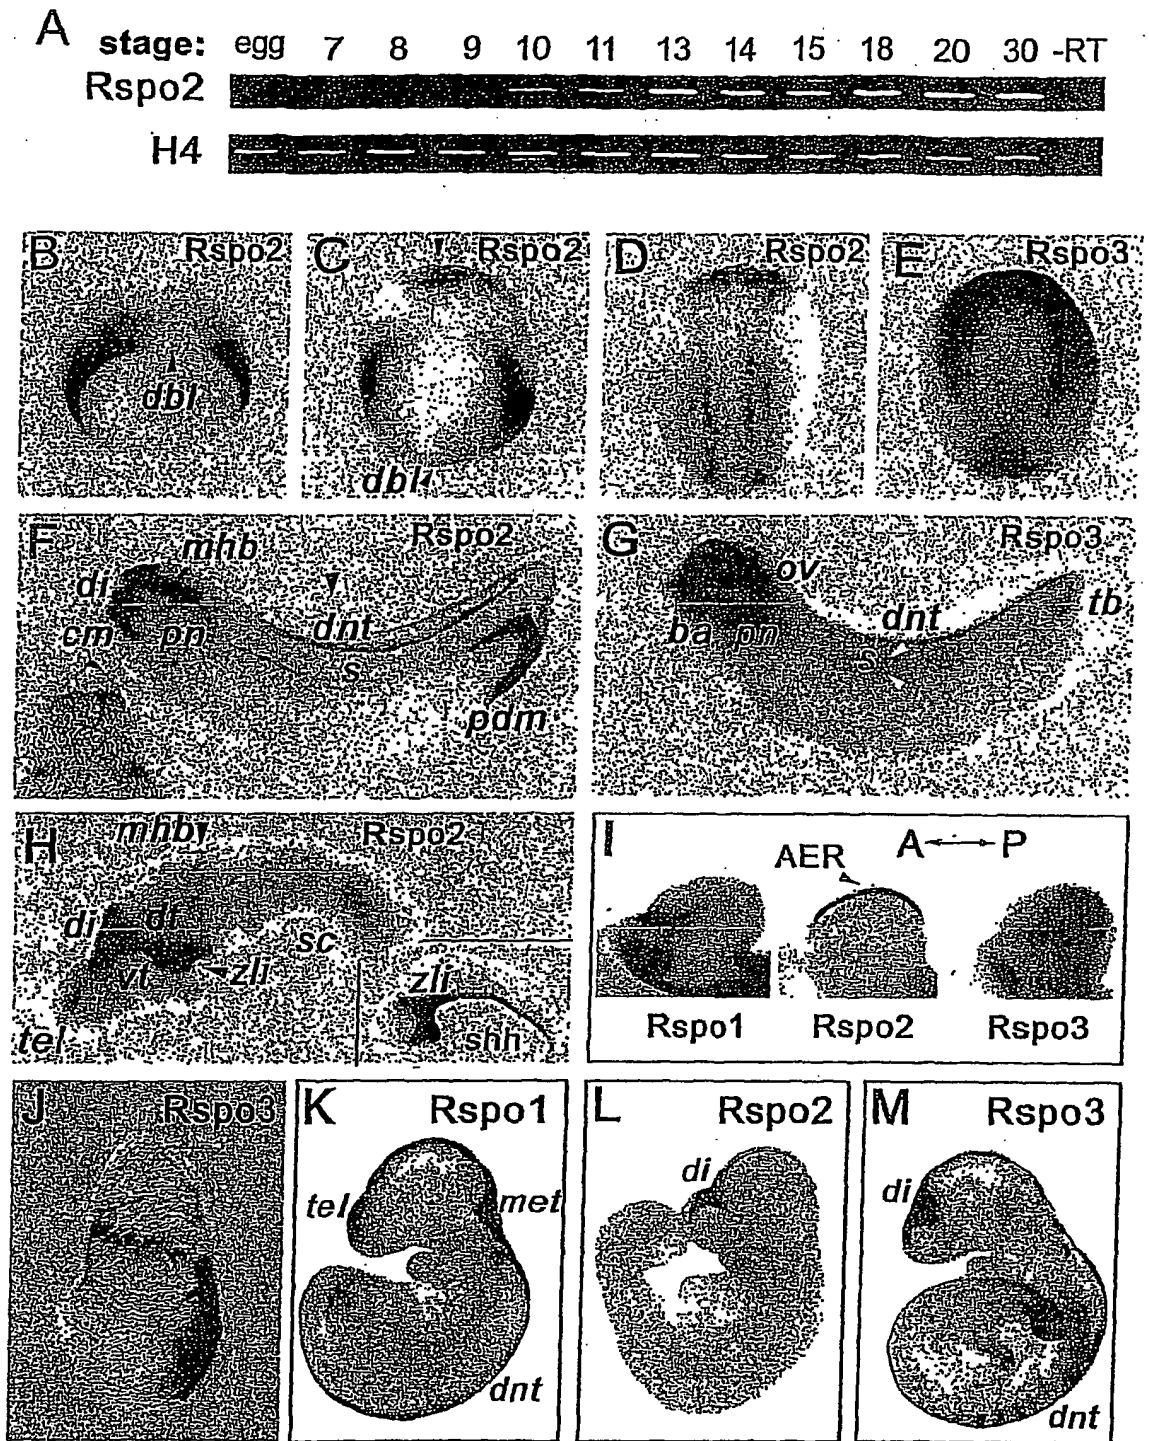 A
stage: egg 7 8 9 10 11 13 14 15 18 20 30 -RT
Rspo2
H4
B Rspo2
dbl
C Rspo2
dbl
D Rspo2
E Rspo3
F Rspo2
mhb
di
cm pn
dnt
s
pdm
G Rspo3
ov
ba pn
dnt
s
tb
H Rspo2
mhb
di dt
vt
zli
sc
tel
zli
shh
I
AER
A P
Rspo1 Rspo2 Rspo3
J Rspo3
K Rspo1
tel
met
dnt
L Rspo2
di
M Rspo3
di
dnt